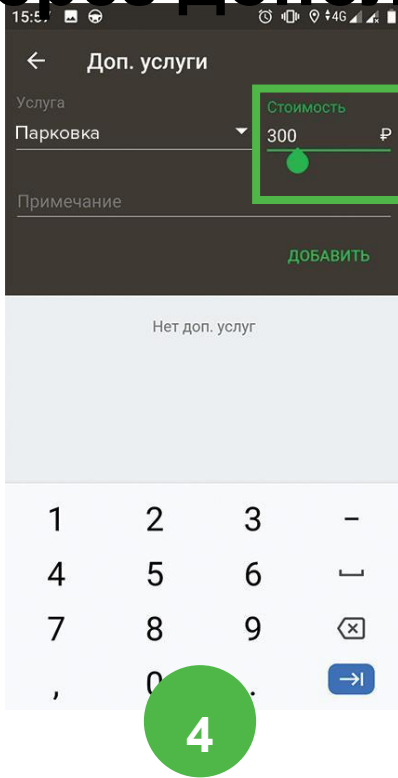 15:5
4G
Доп. услуги
Услуга
Стоимость
Парковка
300 ₽
Примечание
ДОБАВИТЬ
Нет доп. услуг
1 2 3 –
4 5 6
7 8 9
, 0 .
4